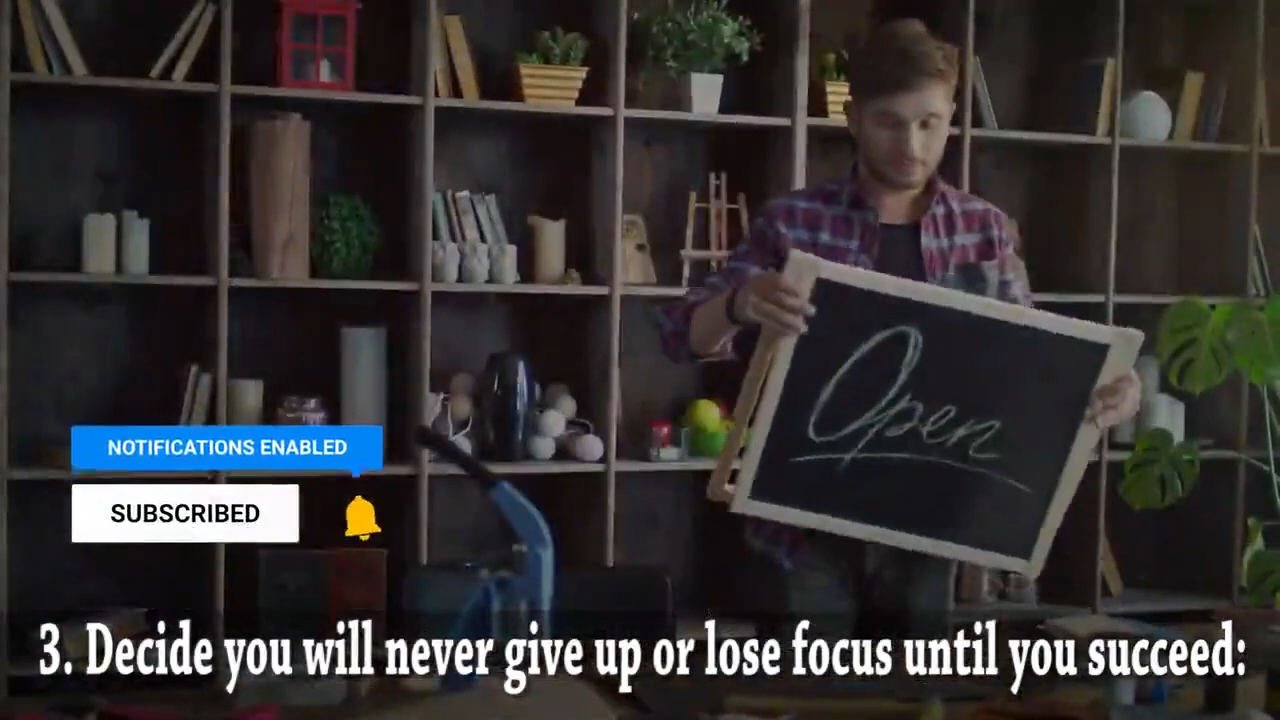 Open
NOTIFICATIONS ENABLED
SUBSCRIBED
3. Decide you will never give up or lose focus until you succeed: